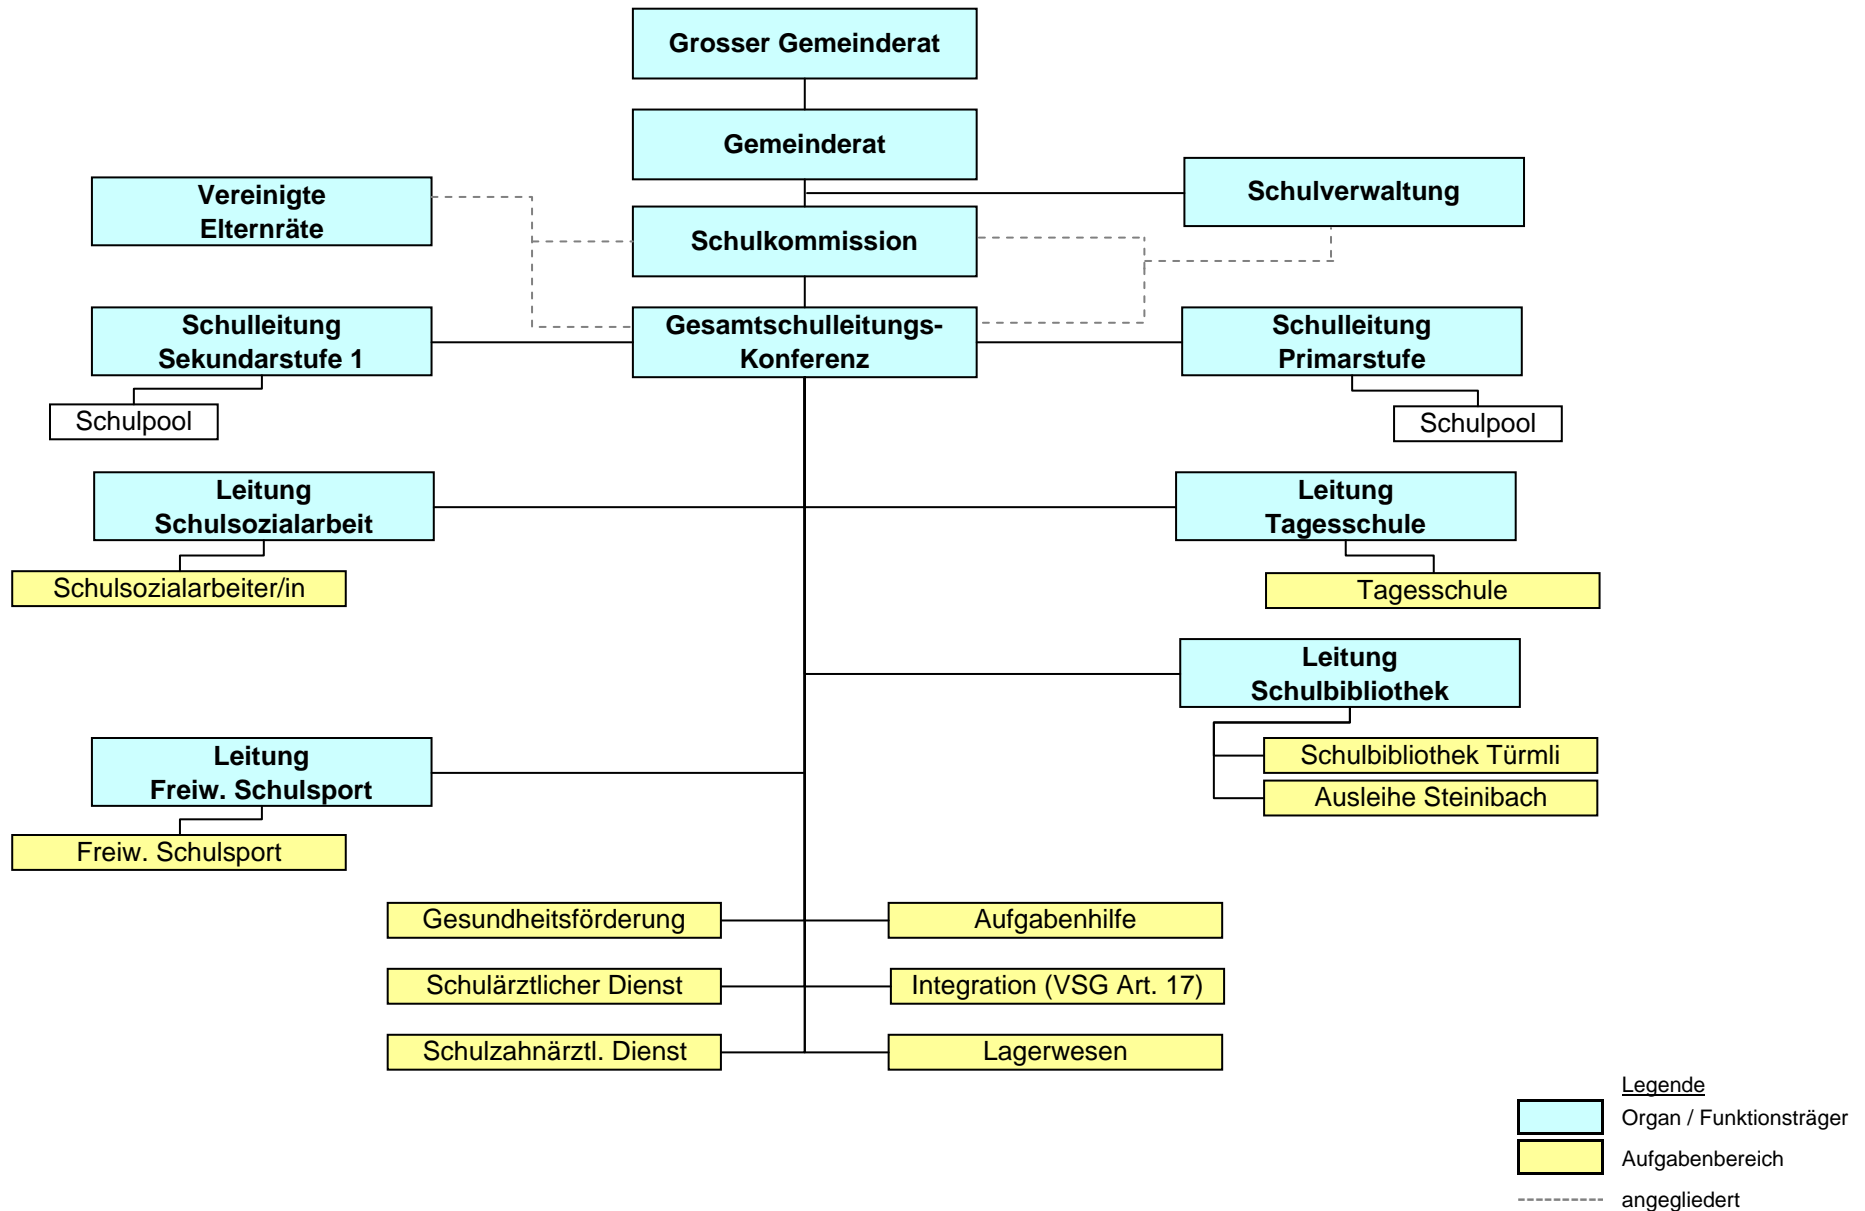 Grosser Gemeinderat
Gemeinderat
Vereinigte
Elternräte
Schulverwaltung
Schulkommission
Schulleitung
Sekundarstufe 1
Gesamtschulleitungs-
Konferenz
Schulleitung
Primarstufe
Schulpool
Schulpool
Leitung
Schulsozialarbeit
Leitung
Tagesschule
Schulsozialarbeiter/in
Tagesschule
Leitung
Schulbibliothek
Schulbibliothek Türmli
Ausleihe Steinibach
Leitung
Freiw. Schulsport
Freiw. Schulsport
Gesundheitsförderung
Aufgabenhilfe
Schulärztlicher Dienst
Integration (VSG Art. 17)
Schulzahnärztl. Dienst
Lagerwesen
Legende
Organ / Funktionsträger
Aufgabenbereich
angegliedert